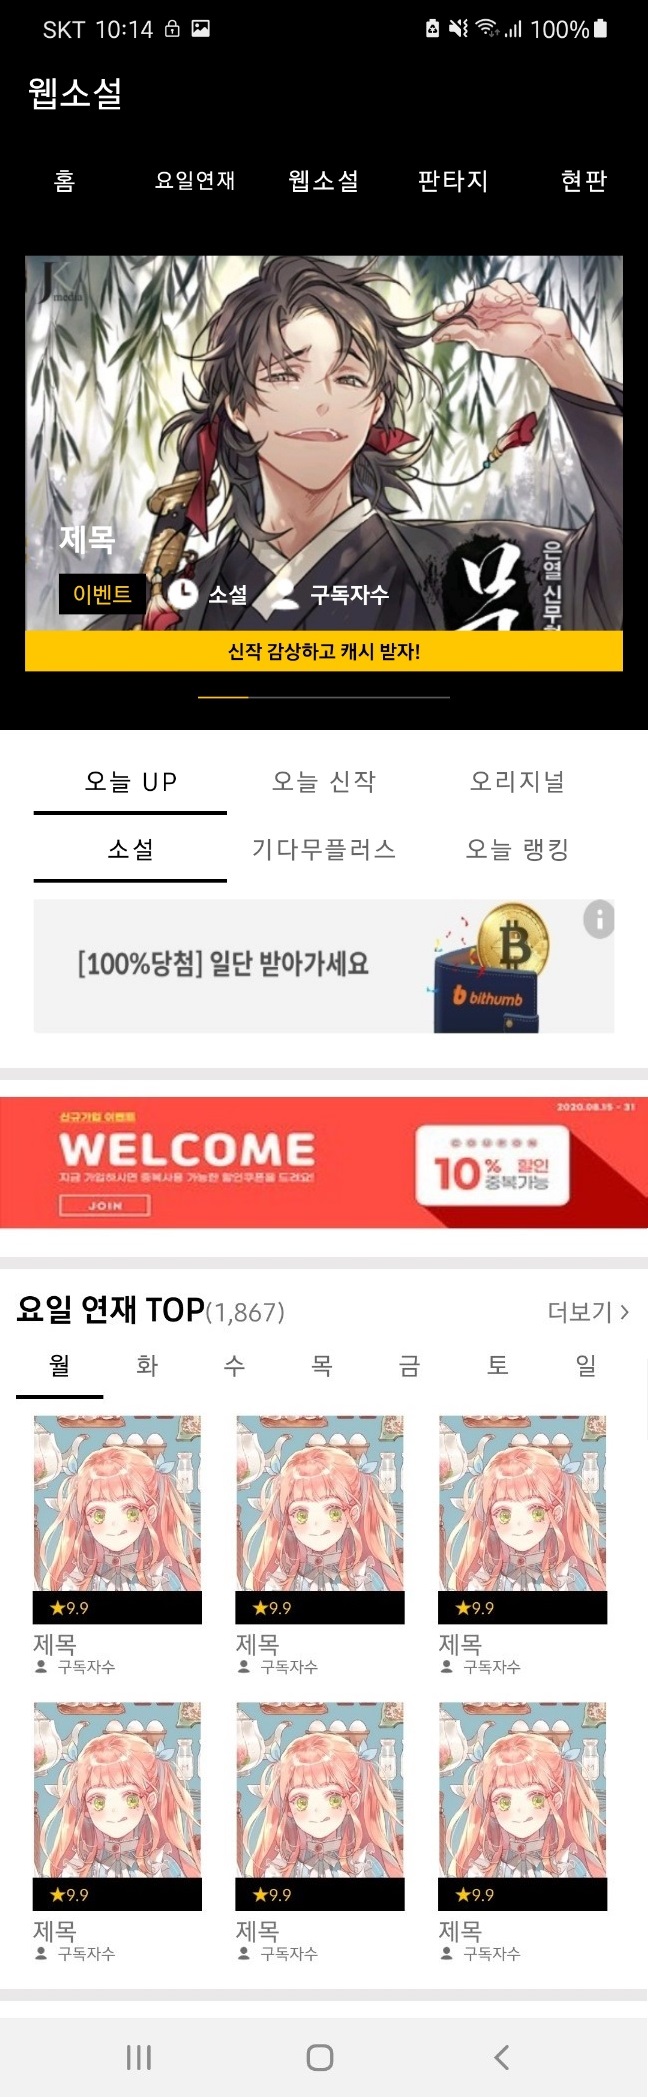 SKT 10:14 100%
웹소설
홈 요일연재 웹소설 판타지 현판
J
media
제목
은열 신무
이벤트 소설 구독자수
신작 감상하고 캐시 받자!
오늘 UP 오늘 신작 오리지널
소설 기다무플러스 오늘 랭킹
[100%당첨] 일단 받아가세요
bithumb
신규가입 이벤트
2020.08.15 - 31
WELCOME
지금 가입하시면 중복사용 가능한 할인쿠폰을 드려요!
JOIN
COUPON
10% 할인
중복가능
요일 연재 TOP(1,867) 더보기 >
월 화 수 목 금 토 일
★9.9 ★9.9 ★9.9
제목 제목 제목
구독자수 구독자수 구독자수
★9.9 ★9.9 ★9.9
제목 제목 제목
구독자수 구독자수 구독자수